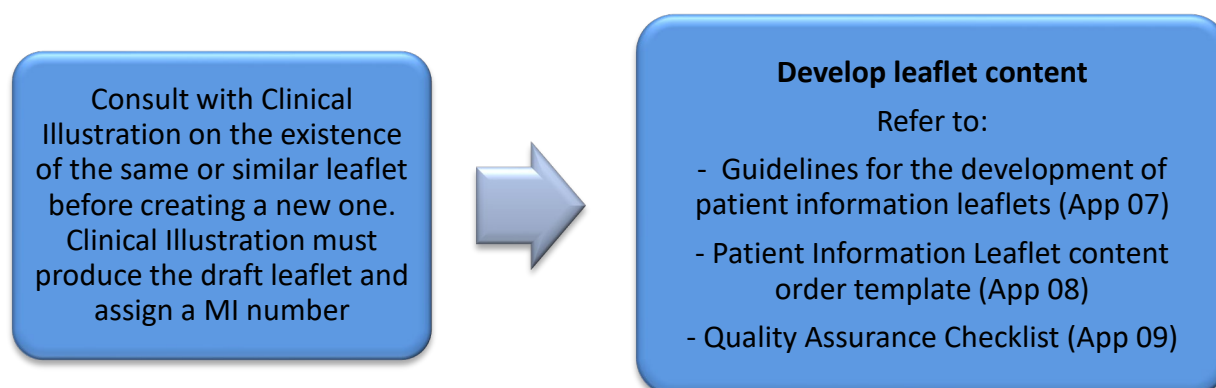 Consult with Clinical
Illustration on the existence
of the same or similar leaflet
before creating a new one.
Clinical Illustration must
produce the draft leaflet and
assign a MI number
Develop leaflet content
Refer to:
- Guidelines for the development of
patient information leaflets (App 07)
- Patient Information Leaflet content
order template (App 08)
- Quality Assurance Checklist (App 09)